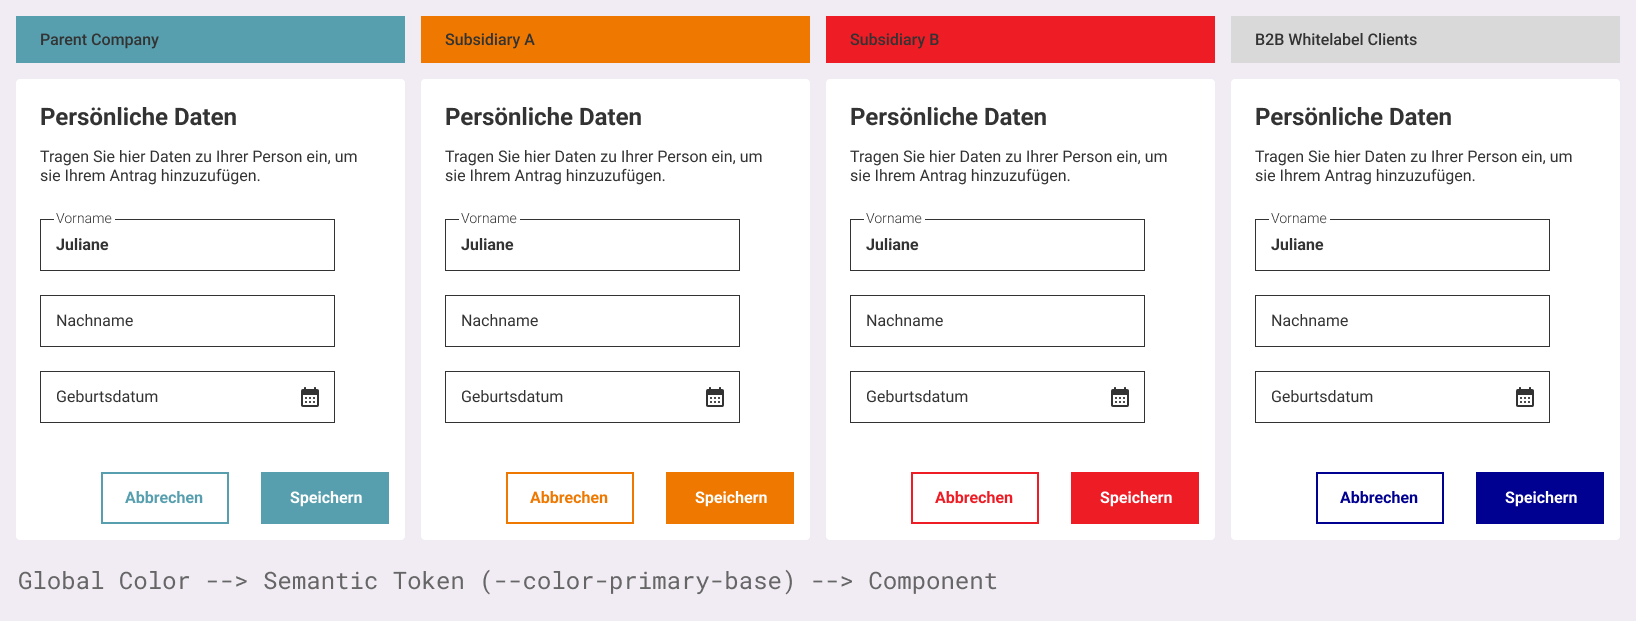 Parent Company
Persönliche Daten
Tragen Sie hier Daten zu Ihrer Person ein, um
sie Ihrem Antrag hinzuzufügen.
Vorname
Juliane
Nachname
Geburtsdatum
Abbrechen
Speichern
Subsidiary A
Persönliche Daten
Tragen Sie hier Daten zu Ihrer Person ein, um
sie Ihrem Antrag hinzuzufügen.
Vorname
Juliane
Nachname
Geburtsdatum
Abbrechen
Speichern
Subsidiary B
Persönliche Daten
Tragen Sie hier Daten zu Ihrer Person ein, um
sie Ihrem Antrag hinzuzufügen.
Vorname
Juliane
Nachname
Geburtsdatum
Abbrechen
Speichern
B2B Whitelabel Clients
Persönliche Daten
Tragen Sie hier Daten zu Ihrer Person ein, um
sie Ihrem Antrag hinzuzufügen.
Vorname
Juliane
Nachname
Geburtsdatum
Abbrechen
Speichern
Global Color --> Semantic Token (--color-primary-base) --> Component